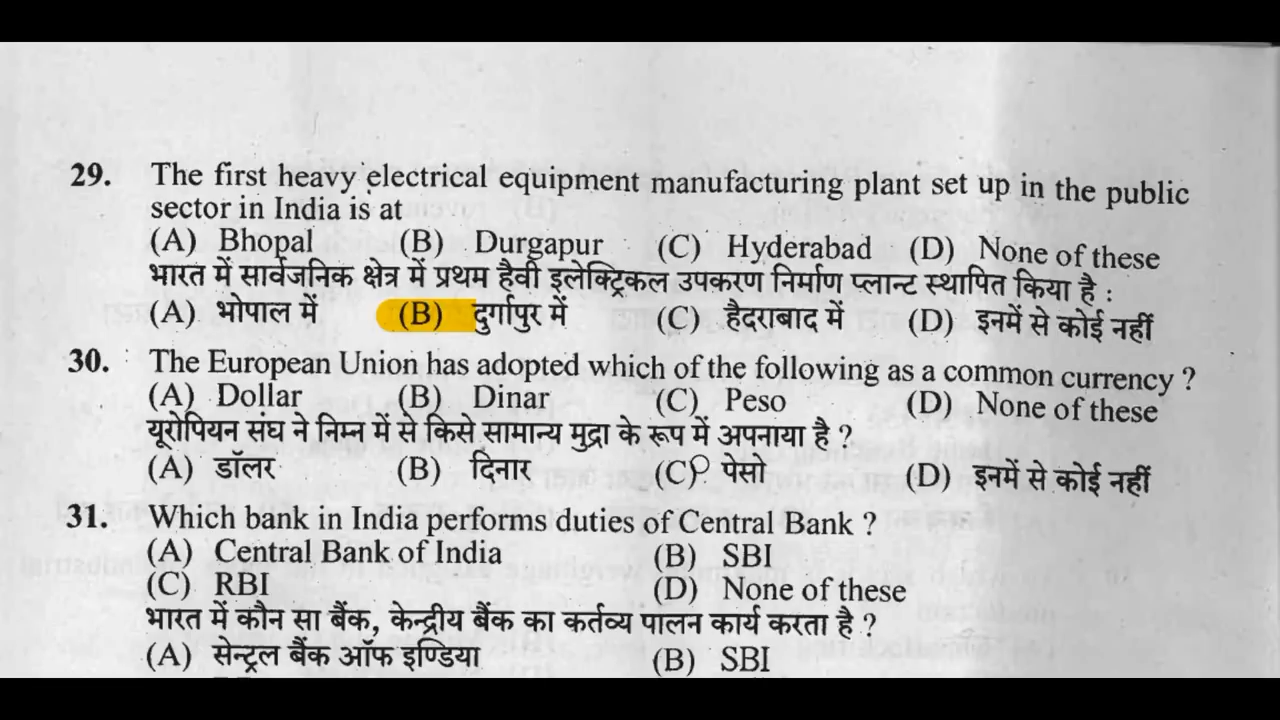 29. The first heavy electrical equipment manufacturing plant set up in the public
sector in India is at
(A) Bhopal (B) Durgapur (C) Hyderabad (D) None of these
भारत में सार्वजनिक क्षेत्र में प्रथम हैवी इलेक्ट्रिकल उपकरण निर्माण प्लान्ट स्थापित किया है :
(A) भोपाल में (B) दुर्गापुर में (C) हैदराबाद में (D) इनमें से कोई नहीं
30. The European Union has adopted which of the following as a common currency ?
(A) Dollar (B) Dinar (C) Peso (D) None of these
यूरोपियन संघ ने निम्न में से किसे सामान्य मुद्रा के रूप में अपनाया है ?
(A) डॉलर (B) दिनार (C) पेसो (D) इनमें से कोई नहीं
31. Which bank in India performs duties of Central Bank ?
(A) Central Bank of India (B) SBI
(C) RBI (D) None of these
भारत में कौन सा बैंक, केन्द्रीय बैंक का कर्तव्य पालन कार्य करता है ?
(A) सेन्ट्रल बैंक ऑफ इण्डिया (B) SBI